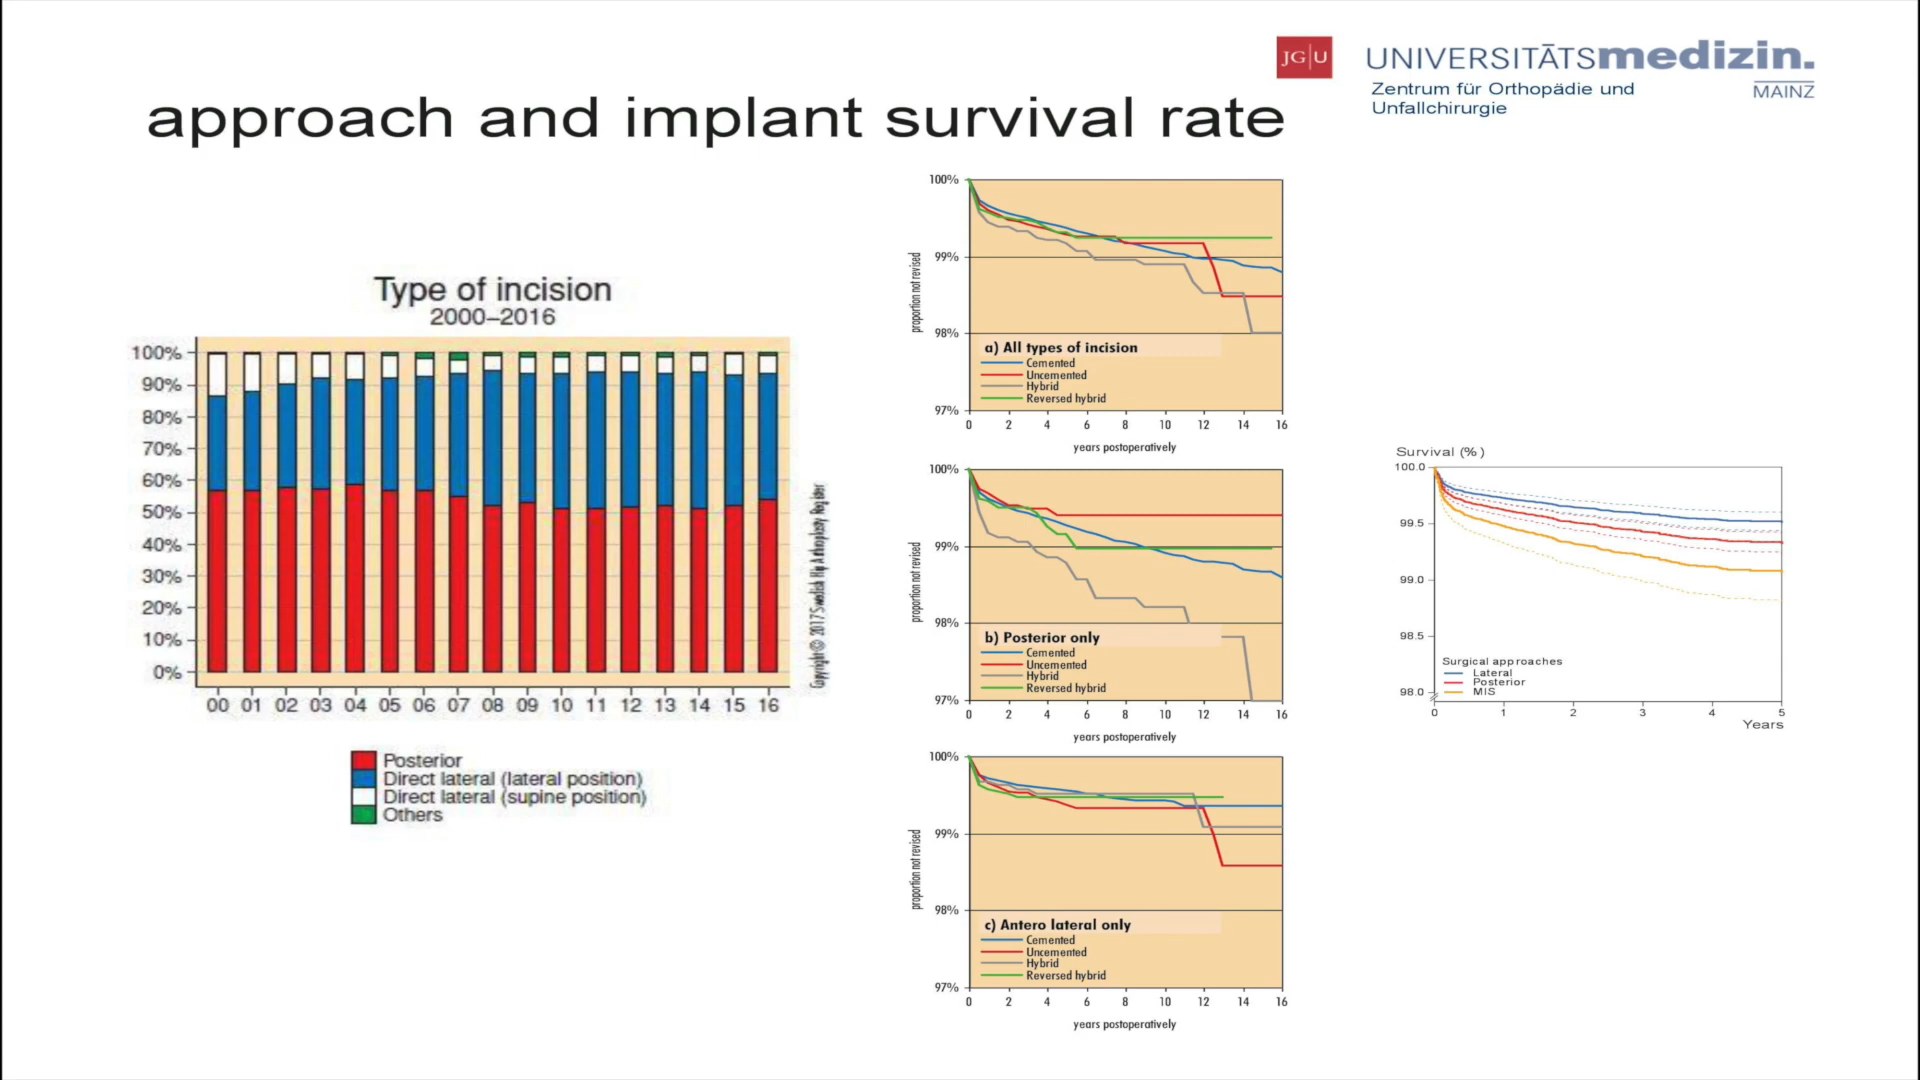 JG|U
UNIVERSITĀTSmedizin.
MAINZ
Zentrum für Orthopädie und
Unfallchirurgie
approach and implant survival rate
Type of incision
2000–2016
100%
90%
80%
70%
60%
50%
40%
30%
20%
10%
0%
00 01 02 03 04 05 06 07 08 09 10 11 12 13 14 15 16
Posterior
Direct lateral (lateral position)
Direct lateral (supine position)
Others
Copyright © 2017 Swedish Hip Arthroplasty Register
100%
99%
98%
97%
proportion not revised
a) All types of incision
Cemented
Uncemented
Hybrid
Reversed hybrid
0 2 4 6 8 10 12 14 16
years postoperatively
100%
99%
98%
97%
proportion not revised
b) Posterior only
Cemented
Uncemented
Hybrid
Reversed hybrid
0 2 4 6 8 10 12 14 16
years postoperatively
100%
99%
98%
97%
proportion not revised
c) Antero lateral only
Cemented
Uncemented
Hybrid
Reversed hybrid
0 2 4 6 8 10 12 14 16
years postoperatively
Survival (%)
100.0
99.5
99.0
98.5
98.0
Surgical approaches
Lateral
Posterior
MIS
0 1 2 3 4 5
Years